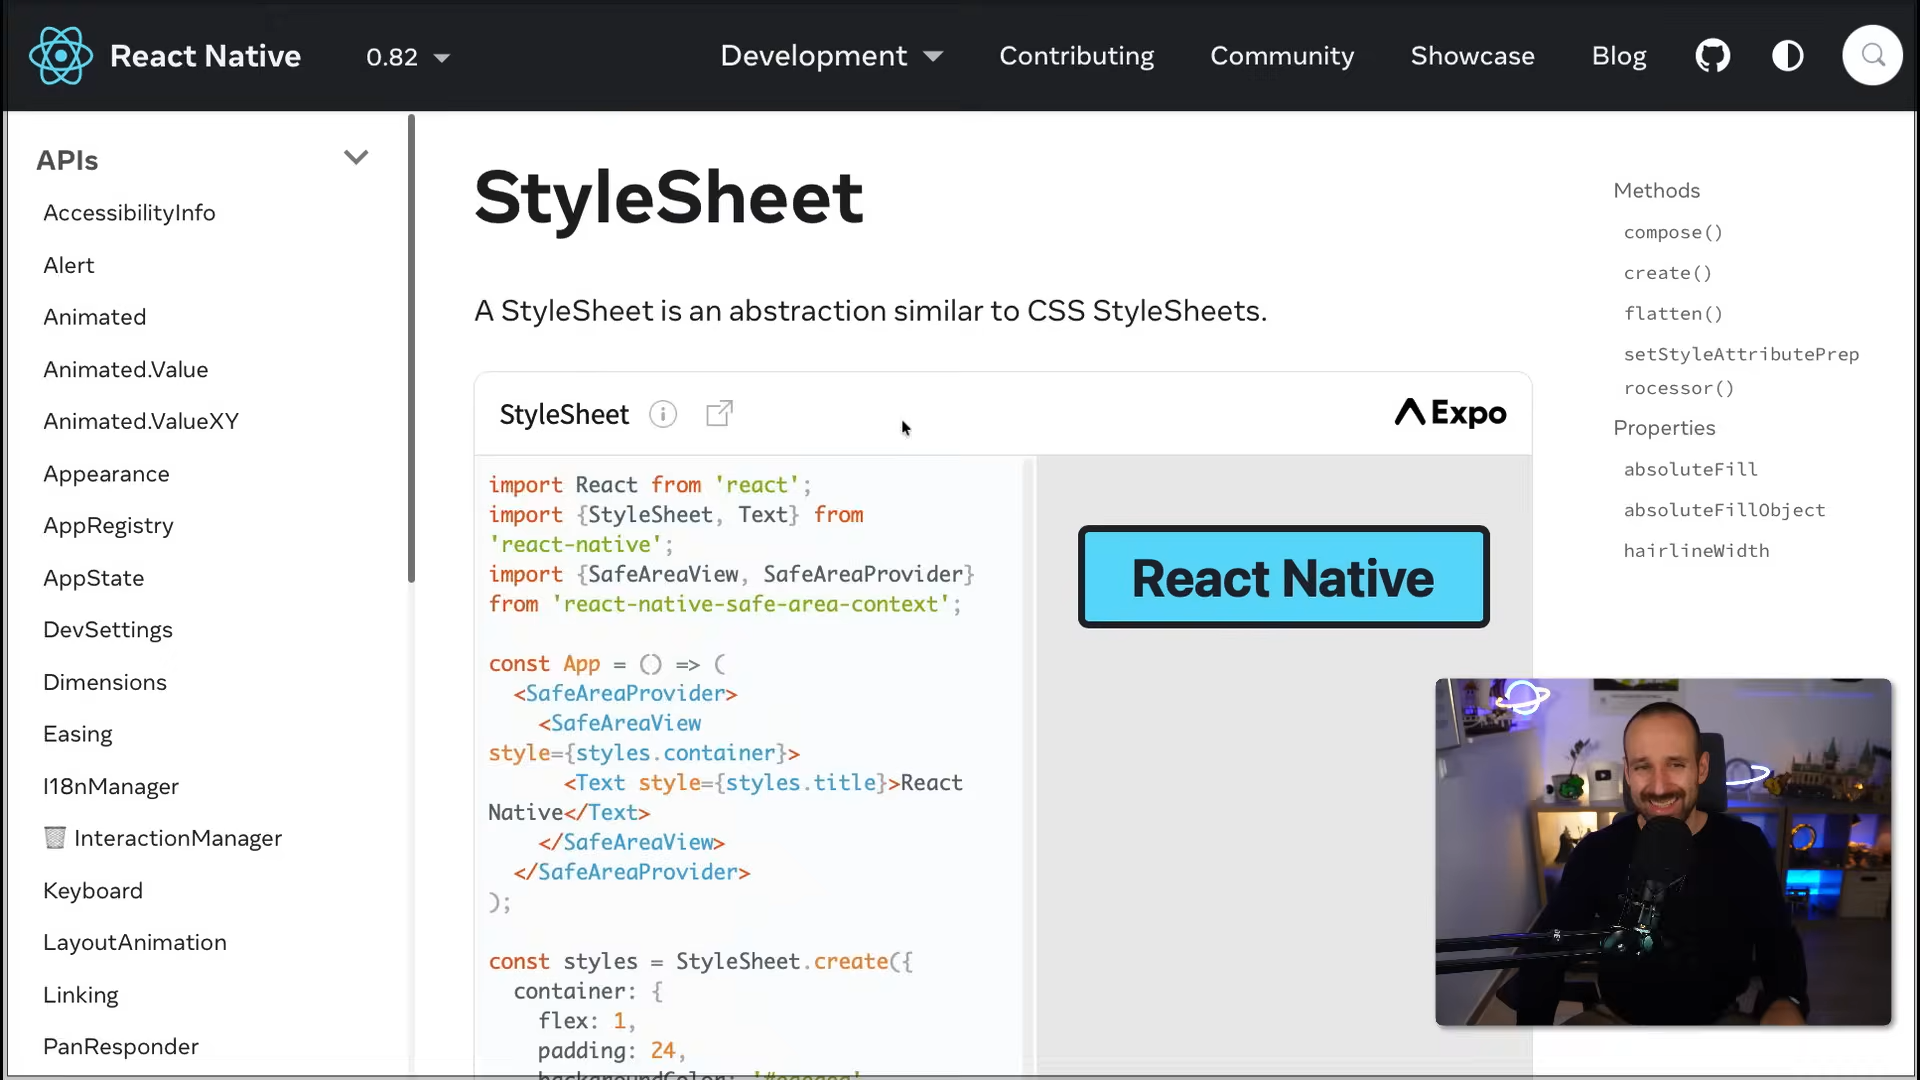 React Native
0.82
Development
Contributing
Community
Showcase
Blog
APIs
AccessibilityInfo
Alert
Animated
Animated.Value
Animated.ValueXY
Appearance
AppRegistry
AppState
DevSettings
Dimensions
Easing
I18nManager
🗑️ InteractionManager
Keyboard
LayoutAnimation
Linking
PanResponder
StyleSheet
A StyleSheet is an abstraction similar to CSS StyleSheets.
StyleSheet
Expo
import React from 'react';
import {StyleSheet, Text} from
'react-native';
import {SafeAreaView, SafeAreaProvider}
from 'react-native-safe-area-context';
const App = () => (
<SafeAreaProvider>
<SafeAreaView
style={styles.container}>
<Text style={styles.title}>React
Native</Text>
</SafeAreaView>
</SafeAreaProvider>
);
const styles = StyleSheet.create({
container: {
flex: 1,
padding: 24,
backgroundColor: '#eaeaea'
React Native
Methods
compose()
create()
flatten()
setStyleAttributePrep
rocessor()
Properties
absoluteFill
absoluteFillObject
hairlineWidth